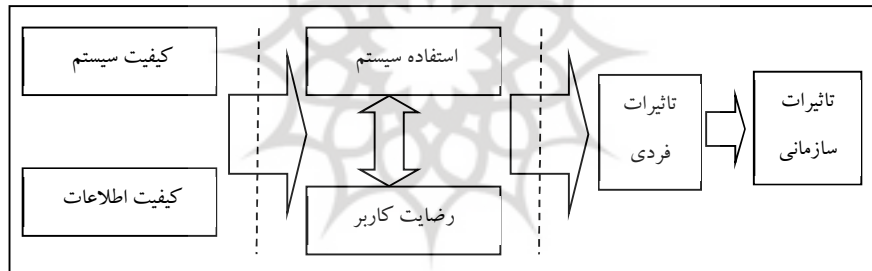 کیفیت سیستم
کیفیت اطلاعات
استفاده سیستم
رضایت کاربر
تاثیرات
فردی
تاثیرات
سازمانی